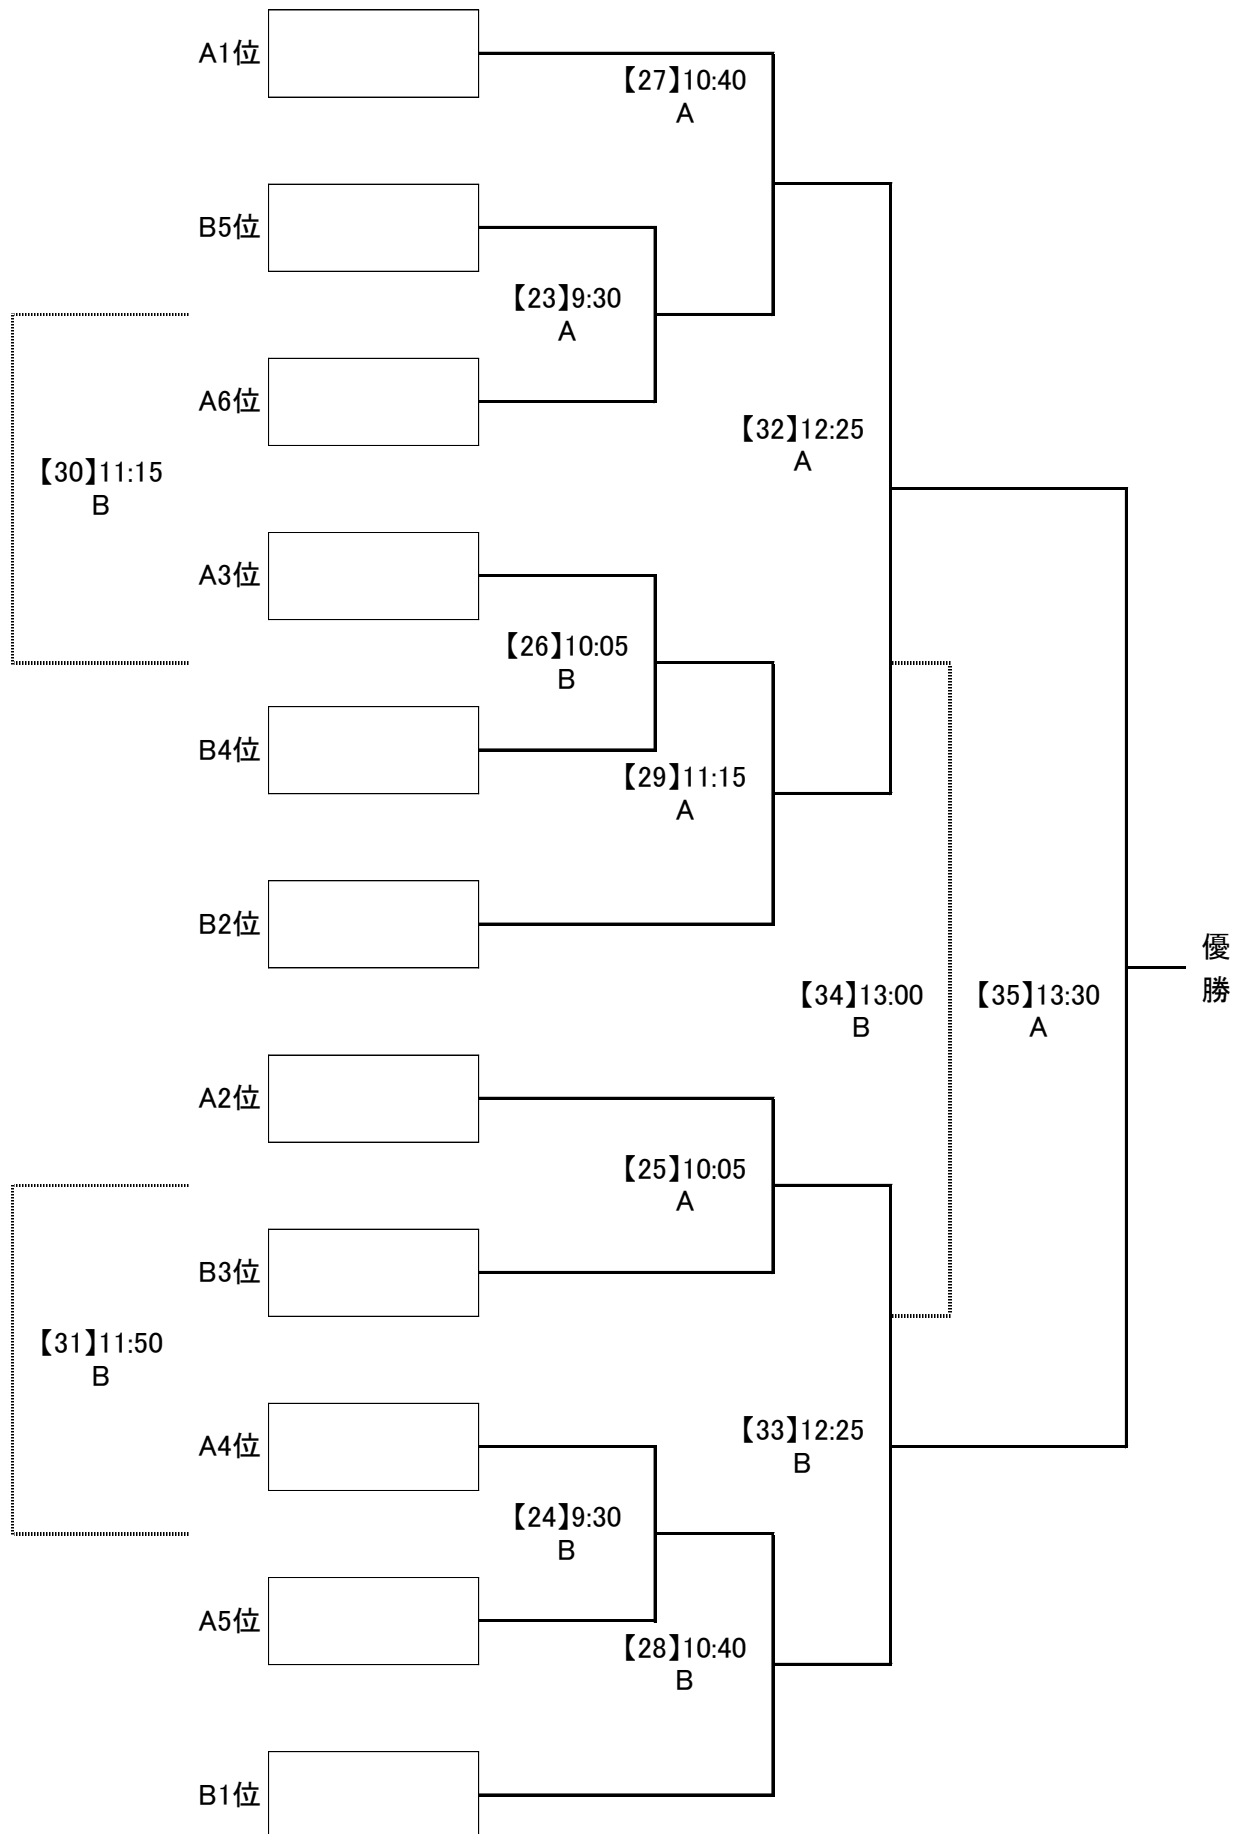 A1位
【27】10:40
A
B5位
【23】9:30
A
A6位
【32】12:25
A
【30】11:15
B
A3位
【26】10:05
B
B4位
【29】11:15
A
B2位
優
勝
【34】13:00
B
【35】13:30
A
A2位
【25】10:05
A
B3位
【31】11:50
B
A4位
【33】12:25
B
【24】9:30
B
A5位
【28】10:40
B
B1位